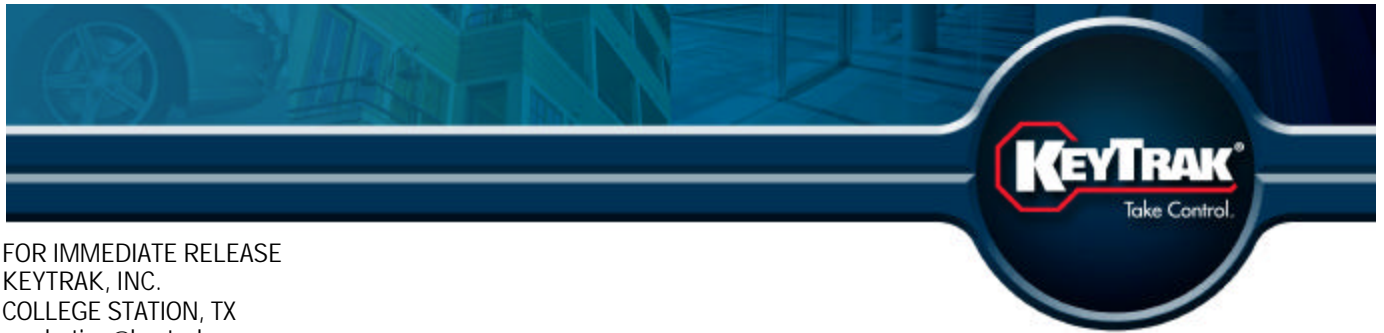 KEYTRAK®
Take Control.
FOR IMMEDIATE RELEASE
KEYTRAK, INC.
COLLEGE STATION, TX